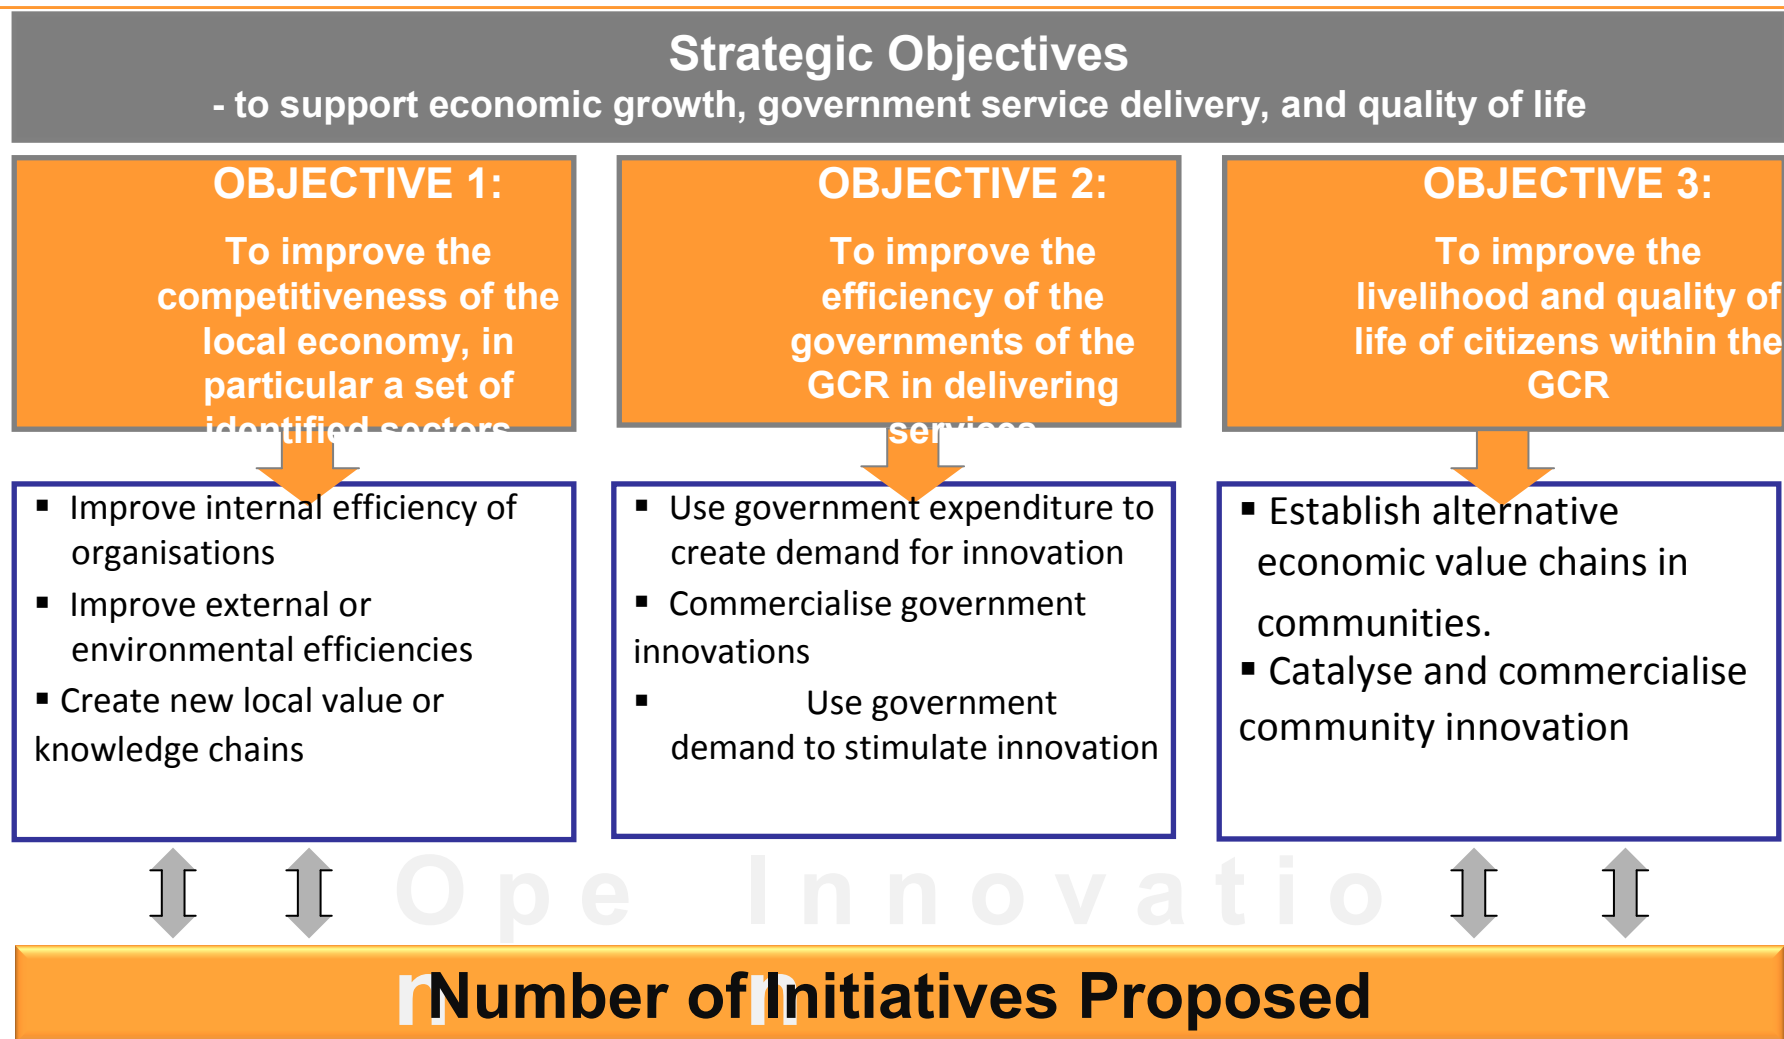 Strategic Objectives
- to support economic growth, government service delivery, and quality of life
OBJECTIVE 1:
To improve the
competitiveness of the
local economy, in
particular a set of
identified sectors
OBJECTIVE 2:
To improve the
efficiency of the
governments of the
GCR in delivering
services
OBJECTIVE 3:
To improve the
livelihood and quality of
life of citizens within the
GCR
▪ Improve internal efficiency of
organisations
▪ Improve external or
environmental efficiencies
▪ Create new local value or
knowledge chains
▪ Use government expenditure to
create demand for innovation
▪ Commercialise government
innovations
▪ Use government
demand to stimulate innovation
▪ Establish alternative
economic value chains in
communities.
▪ Catalyse and commercialise
community innovation
Ope Innovatio
n n
Number of Initiatives Proposed